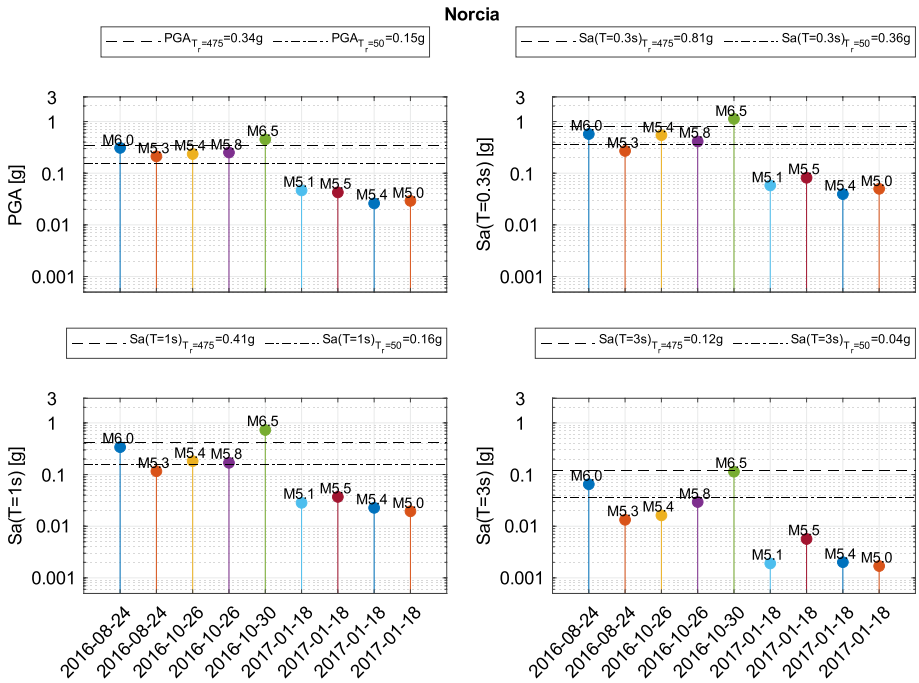 Norcia
PGA_{T_r=475}=0.34g PGA_{T_r=50}=0.15g
3
1
0.1
0.01
0.001
PGA [g]
M6.0
M5.3
M5.4
M5.8
M6.5
M5.1
M5.5
M5.4
M5.0
Sa(T=0.3s)_{T_r=475}=0.81g Sa(T=0.3s)_{T_r=50}=0.36g
3
1
0.1
0.01
0.001
Sa(T=0.3s) [g]
M6.0
M5.3
M5.4
M5.8
M6.5
M5.1
M5.5
M5.4
M5.0
Sa(T=1s)_{T_r=475}=0.41g Sa(T=1s)_{T_r=50}=0.16g
3
1
0.1
0.01
0.001
Sa(T=1s) [g]
M6.0
M5.3
M5.4
M5.8
M6.5
M5.1
M5.5
M5.4
M5.0
2016-08-24
2016-08-24
2016-10-26
2016-10-26
2016-10-30
2017-01-18
2017-01-18
2017-01-18
2017-01-18
Sa(T=3s)_{T_r=475}=0.12g Sa(T=3s)_{T_r=50}=0.04g
3
1
0.1
0.01
0.001
Sa(T=3s) [g]
M6.0
M5.3
M5.4
M5.8
M6.5
M5.1
M5.5
M5.4
M5.0
2016-08-24
2016-08-24
2016-10-26
2016-10-26
2016-10-30
2017-01-18
2017-01-18
2017-01-18
2017-01-18